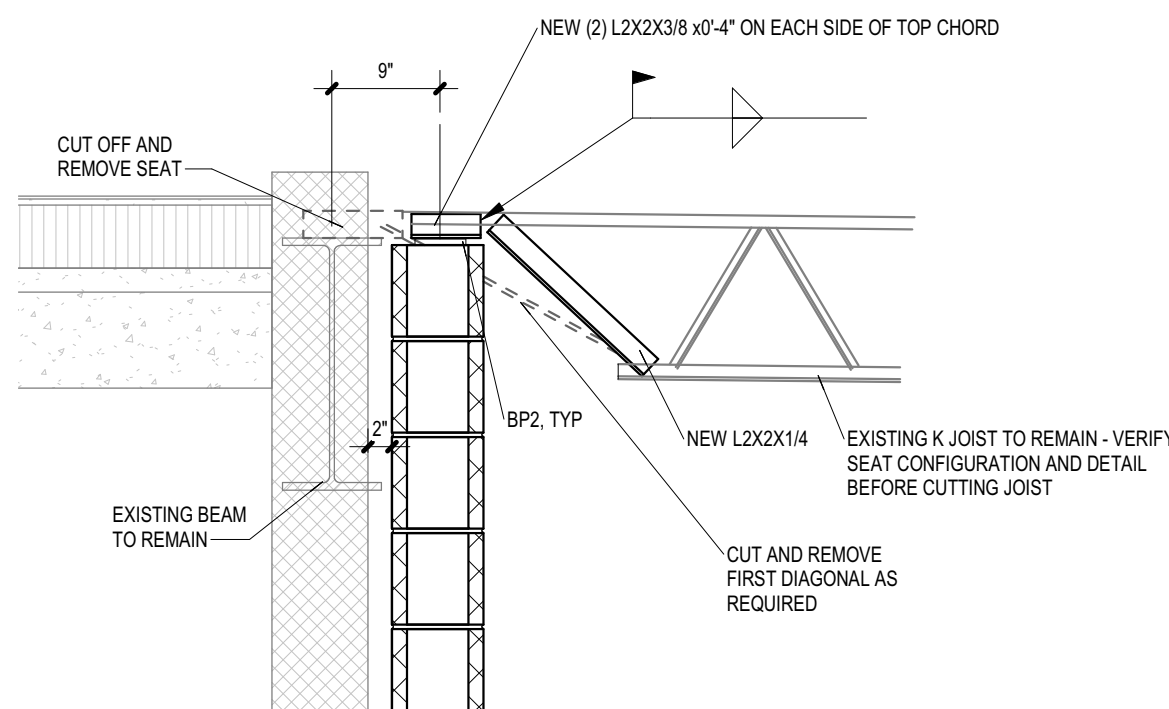 NEW (2) L2X2X3/8 x0'-4" ON EACH SIDE OF TOP CHORD
9"
CUT OFF AND
REMOVE SEAT
2"
BP2, TYP
NEW L2X2X1/4
EXISTING K JOIST TO REMAIN - VERIFY
SEAT CONFIGURATION AND DETAIL
BEFORE CUTTING JOIST
EXISTING BEAM
TO REMAIN
CUT AND REMOVE
FIRST DIAGONAL AS
REQUIRED